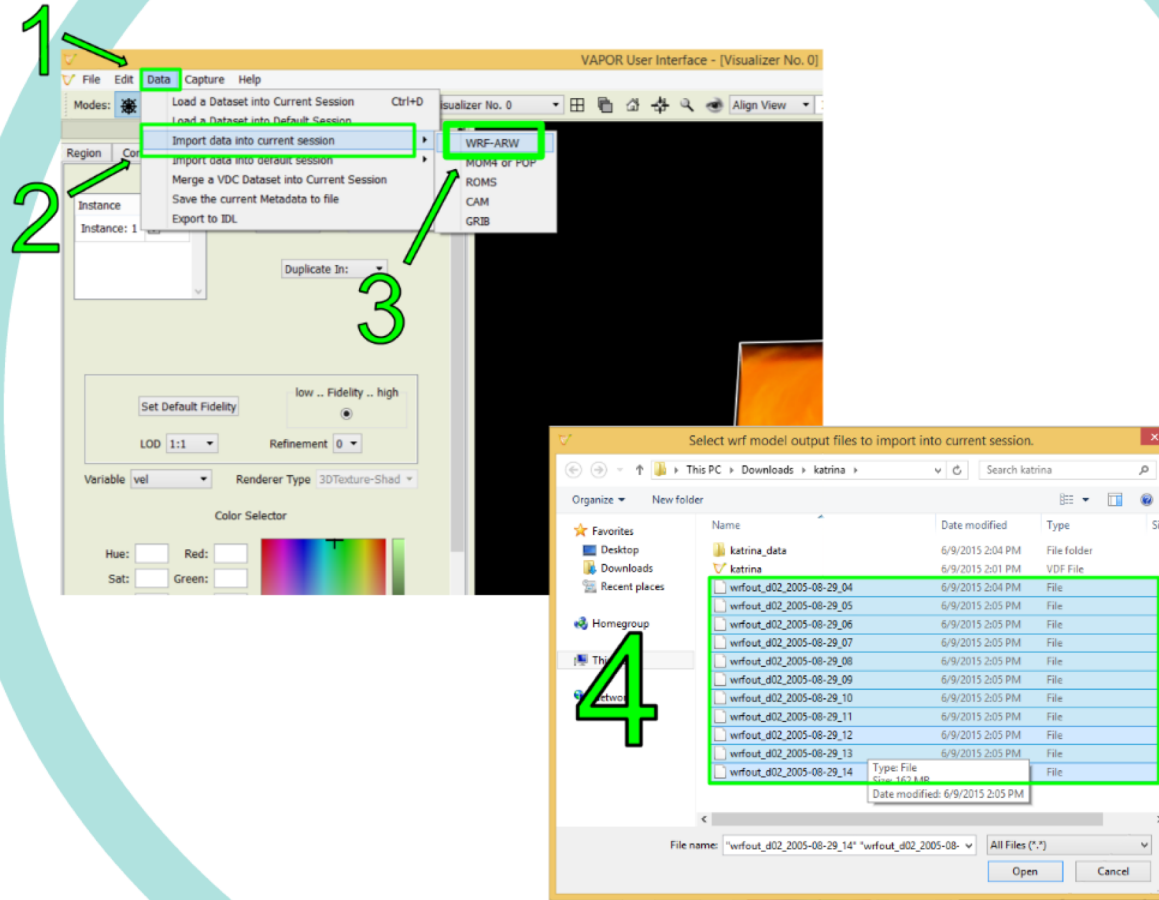 1
VAPOR User Interface - [Visualizer No. 0]
File Edit Data Capture Help
Modes:
Load a Dataset into Current Session Ctrl+D
isualizer No. 0
Align View
Load a Dataset into Default Session
Import data into current session
WRF-ARW
Region Cor
Import data into default session
MOM4 or POP
Merge a VDC Dataset into Current Session
ROMS
2
Instance
Save the current Metadata to file
CAM
Instance: 1
Export to IDL
GRIB
Duplicate In:
3
low .. Fidelity .. high
Set Default Fidelity
LOD 1:1
Refinement 0
Variable vel
Renderer Type 3DTexture-Shad
Color Selector
Hue:
Red:
Sat:
Green:
Select wrf model output files to import into current session.
This PC Downloads katrina
Search katrina
Organize New folder
Name Date modified Type Si
Favorites
Desktop
Downloads
Recent places
Homegroup
Thi
Networ
4
katrina_data 6/9/2015 2:04 PM File folder
katrina 6/9/2015 2:01 PM VDF File
wrfout_d02_2005-08-29_04 6/9/2015 2:04 PM File
wrfout_d02_2005-08-29_05 6/9/2015 2:05 PM File
wrfout_d02_2005-08-29_06 6/9/2015 2:05 PM File
wrfout_d02_2005-08-29_07 6/9/2015 2:05 PM File
wrfout_d02_2005-08-29_08 6/9/2015 2:05 PM File
wrfout_d02_2005-08-29_09 6/9/2015 2:05 PM File
wrfout_d02_2005-08-29_10 6/9/2015 2:05 PM File
wrfout_d02_2005-08-29_11 6/9/2015 2:05 PM File
wrfout_d02_2005-08-29_12 6/9/2015 2:05 PM File
wrfout_d02_2005-08-29_13 6/9/2015 2:05 PM File
wrfout_d02_2005-08-29_14 6/9/2015 2:05 PM File
Type: File
Size: 162 MB
Date modified: 6/9/2015 2:05 PM
File name: "wrfout_d02_2005-08-29_14" "wrfout_d02_2005-08- All Files (*.*)
Open Cancel